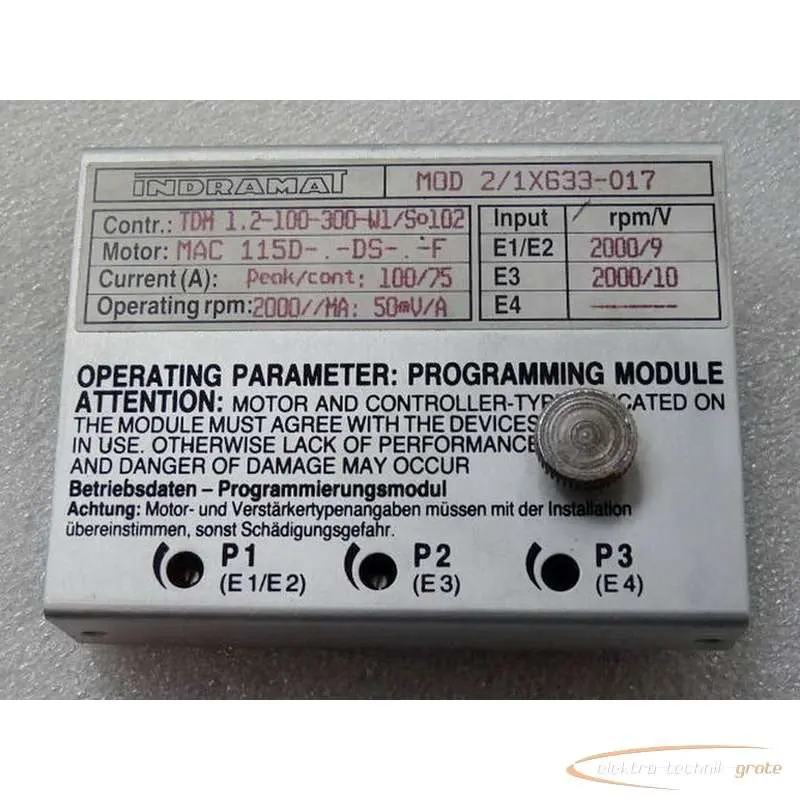 INDRAMAT MOD 2/1X633-017
Contr.: TDM 1.2-100-300-W1/So102
Motor: MAC 115D-.-DS-.-F
Current (A): Peak/cont: 100/75
Operating rpm: 2000//MA: 50mV/A
Input rpm/V
E1/E2 2000/9
E3 2000/10
E4
OPERATING PARAMETER: PROGRAMMING MODULE
ATTENTION: MOTOR AND CONTROLLER-TYP ICATED ON
THE MODULE MUST AGREE WITH THE DEVICES
IN USE. OTHERWISE LACK OF PERFORMANCE
AND DANGER OF DAMAGE MAY OCCUR
Betriebsdaten – Programmierungsmodul
Achtung: Motor- und Verstärkertypenangaben müssen mit der Installation
übereinstimmen, sonst Schädigungsgefahr.
P1 P2 P3
(E1/E2) (E3) (E4)
elektro-technik-grote